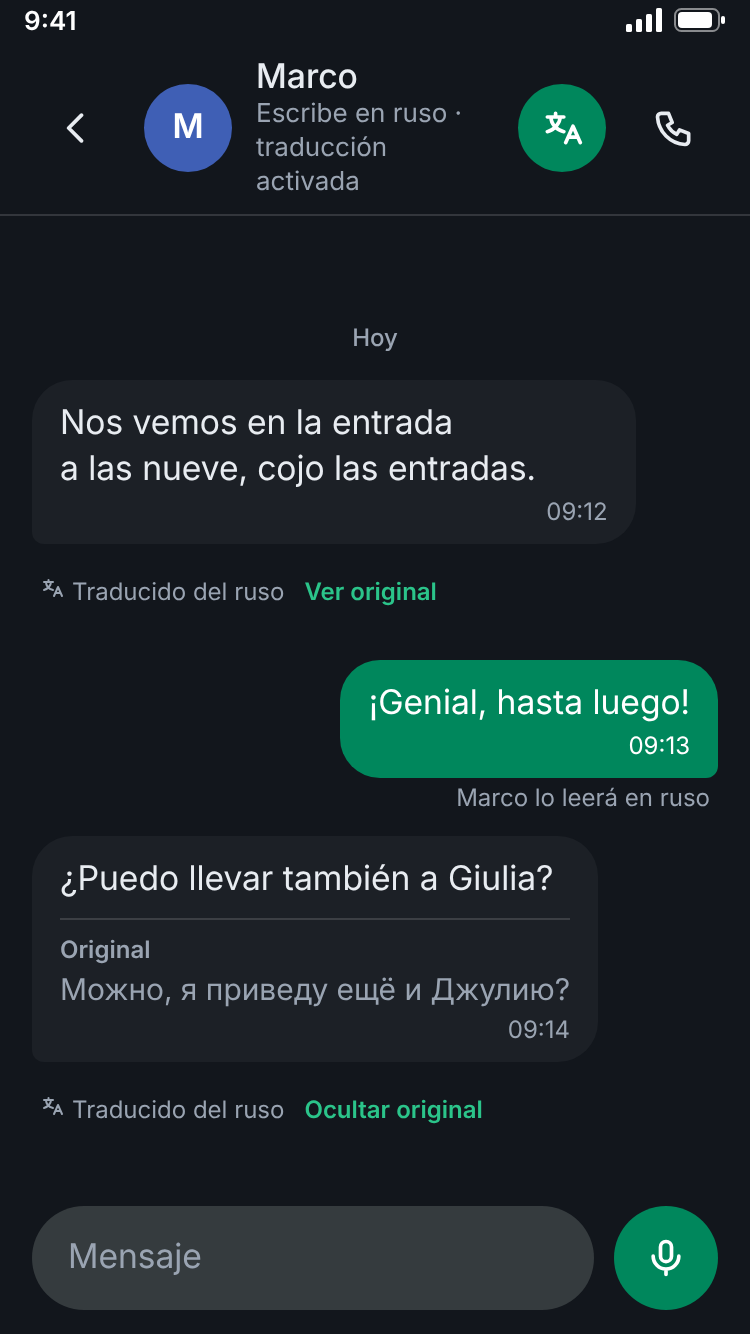 9:41
Marco
Escribe en ruso ·
traducción
activada
M
Hoy
Nos vemos en la entrada
a las nueve, cojo las entradas.
09:12
Traducido del ruso Ver original
¡Genial, hasta luego!
09:13
Marco lo leerá en ruso
¿Puedo llevar también a Giulia?
Original
Можно, я приведу ещё и Джулию?
09:14
Traducido del ruso Ocultar original
Mensaje